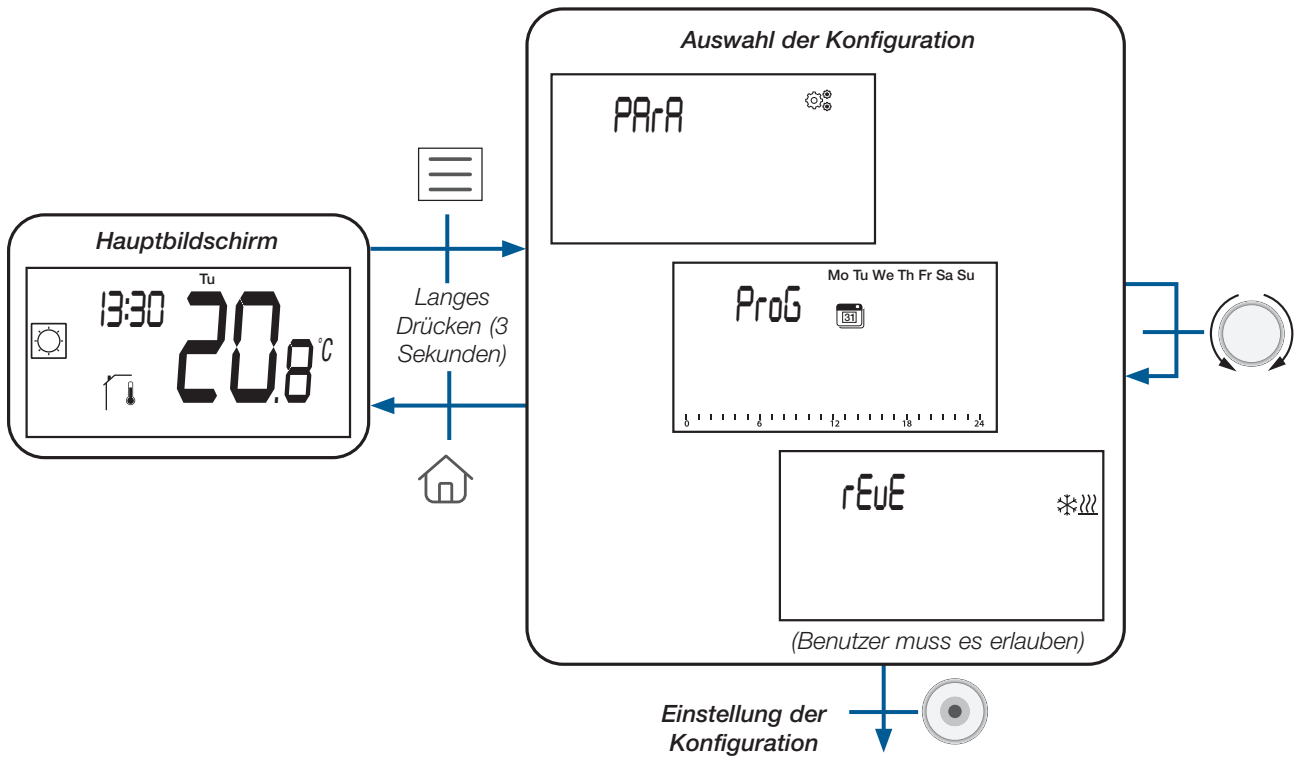 Auswahl der Konfiguration
PArA
Hauptbildschirm
Tu
13:30
20.8°C
Langes
Drücken (3
Sekunden)
Mo Tu We Th Fr Sa Su
ProG
31
0 6 12 18 24
rEvE
(Benutzer muss es erlauben)
Einstellung der
Konfiguration